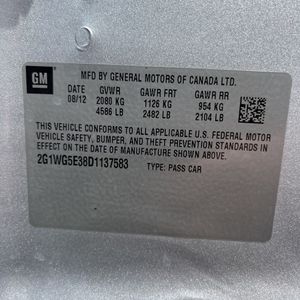 GM
MFD BY GENERAL MOTORS OF CANADA LTD.
DATE GVWR GAWR FRT GAWR RR
08/12 2080 KG 1126 KG 954 KG
4586 LB 2482 LB 2104 LB
THIS VEHICLE CONFORMS TO ALL APPLICABLE U.S. FEDERAL MOTOR
VEHICLE SAFETY, BUMPER, AND THEFT PREVENTION STANDARDS IN
EFFECT ON THE DATE OF MANUFACTURE SHOWN ABOVE.
2G1WG5E38D1137583 TYPE: PASS CAR